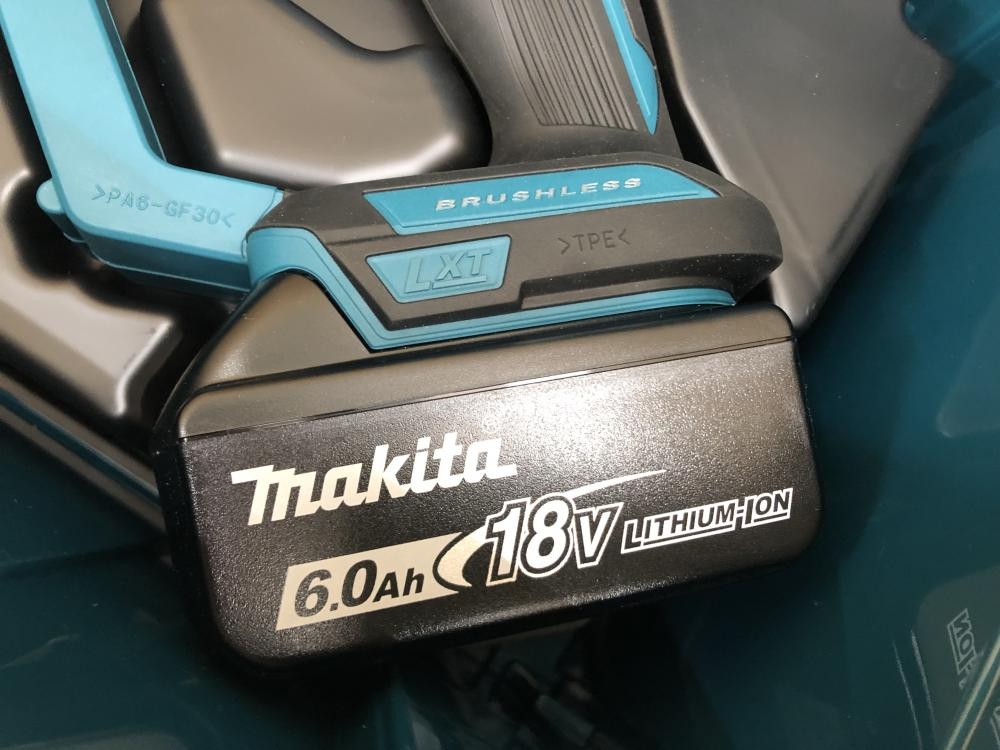 >PA6-GF30<
BRUSHLESS
LXT
>TPE<
makita
6.0Ah
18V
LITHIUM-ION